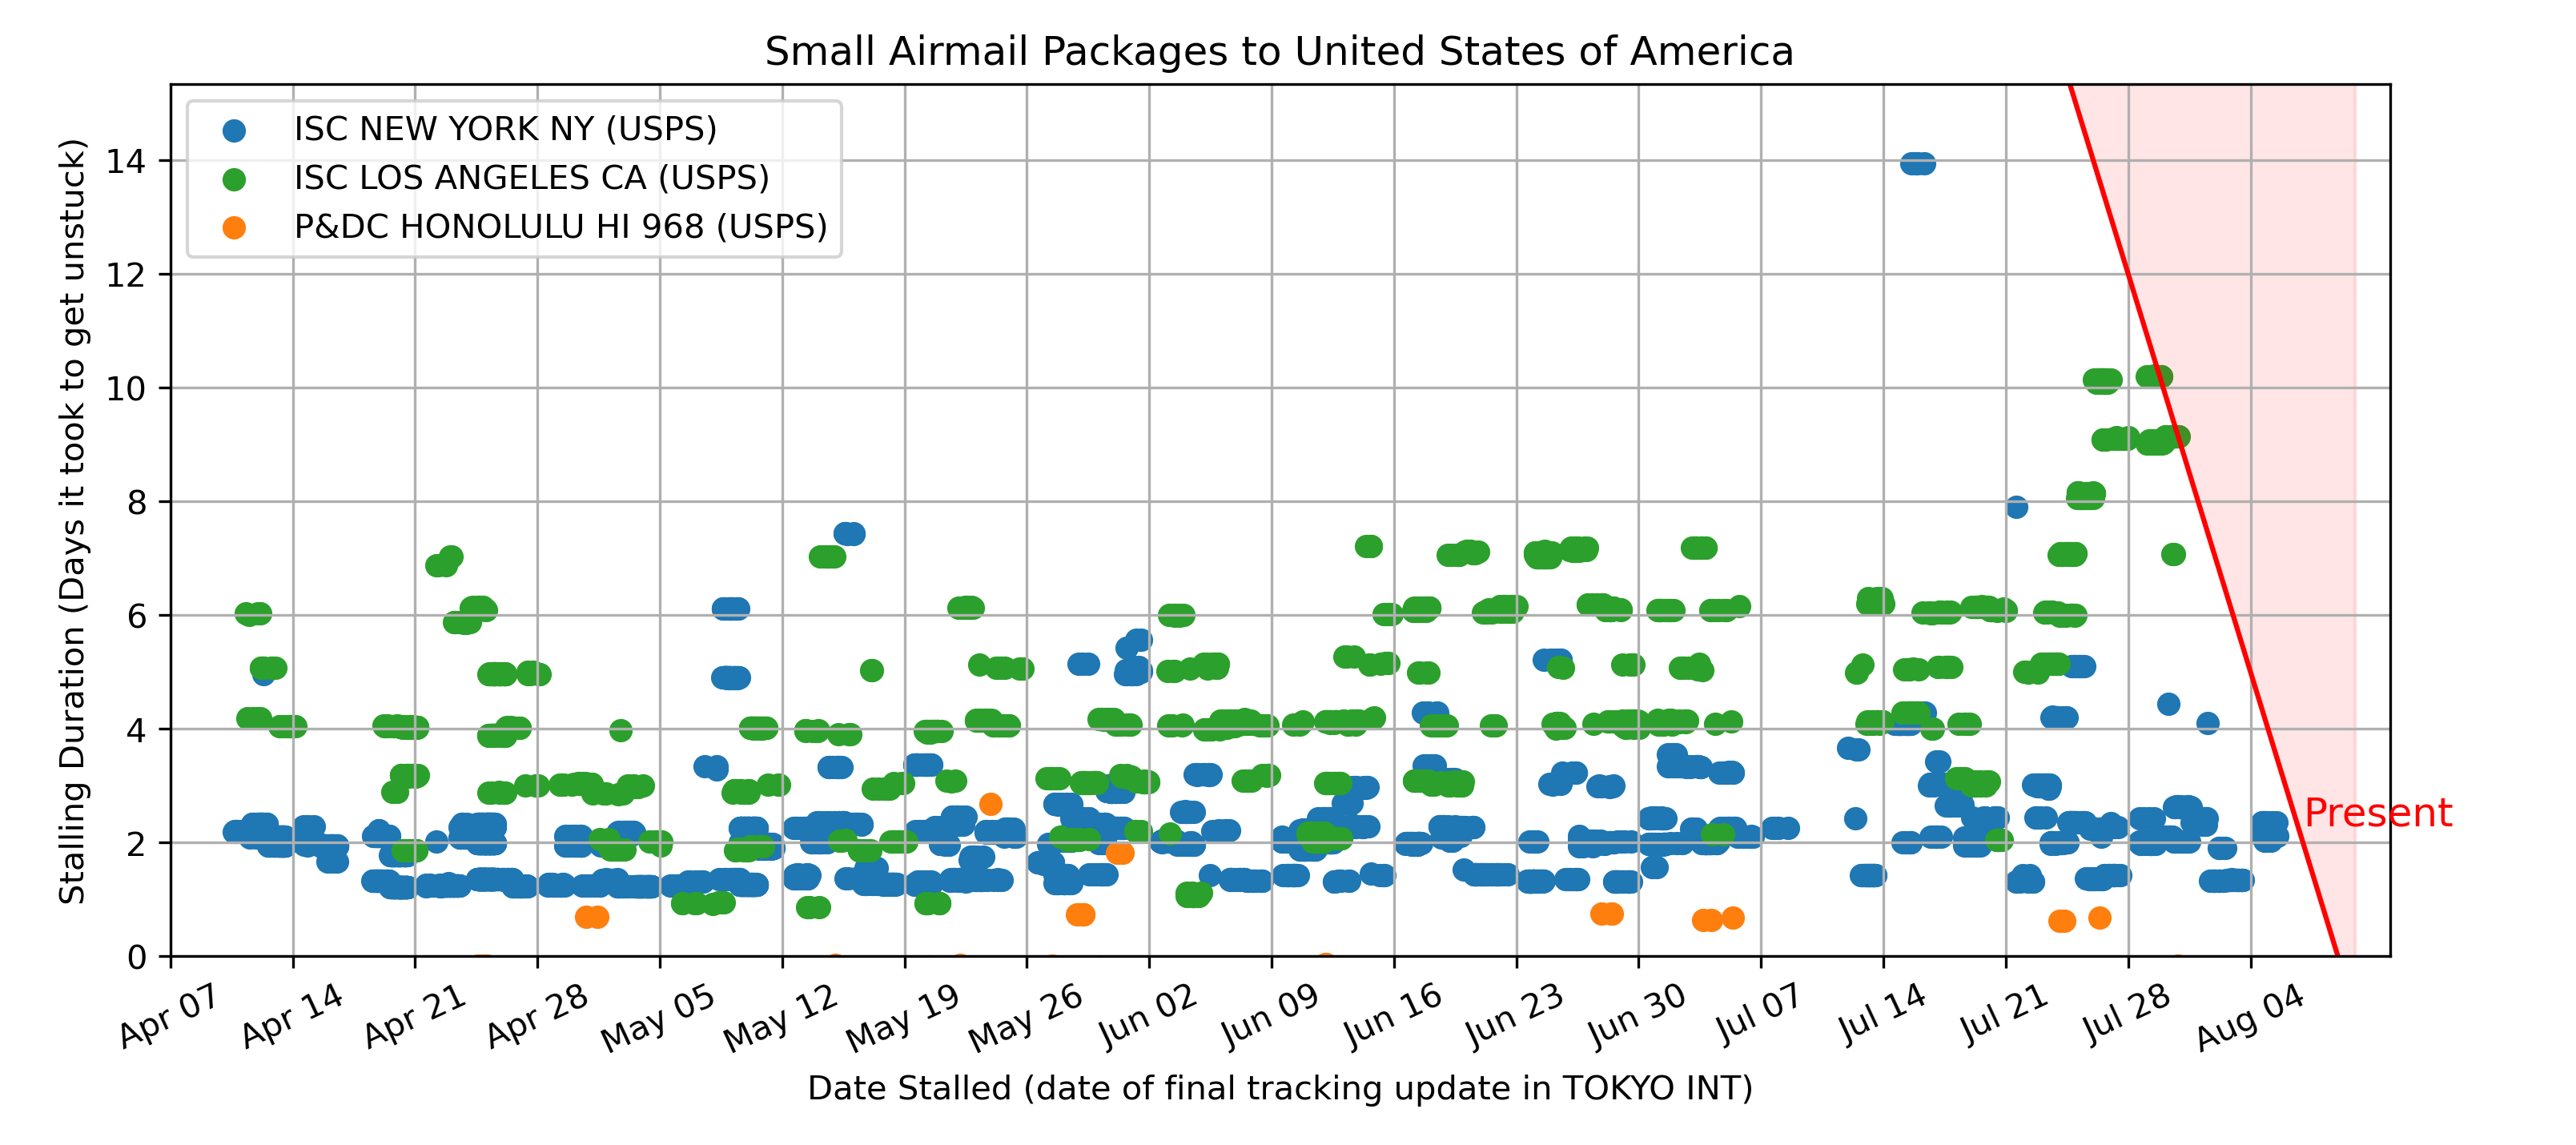 Small Airmail Packages to United States of America
ISC NEW YORK NY (USPS)
ISC LOS ANGELES CA (USPS)
P&DC HONOLULU HI 968 (USPS)
Stalling Duration (Days it took to get unstuck)
14
12
10
8
6
4
2
0
Present
Apr 07
Apr 14
Apr 21
Apr 28
May 05
May 12
May 19
May 26
Jun 02
Jun 09
Jun 16
Jun 23
Jun 30
Jul 07
Jul 14
Jul 21
Jul 28
Aug 04
Date Stalled (date of final tracking update in TOKYO INT)